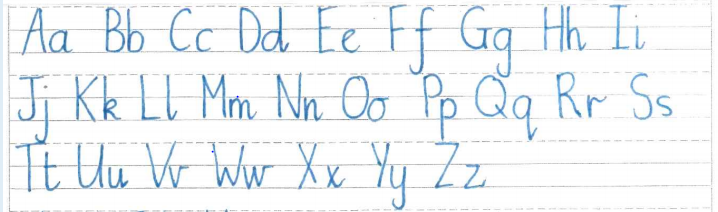 Aa Bb Cc Dd Ee Ff Gg Hh Ii
Jj Kk Ll Mm Nn Oo Pp Qq Rr Ss
Tt Uu Vv Ww Xx Yy Zz